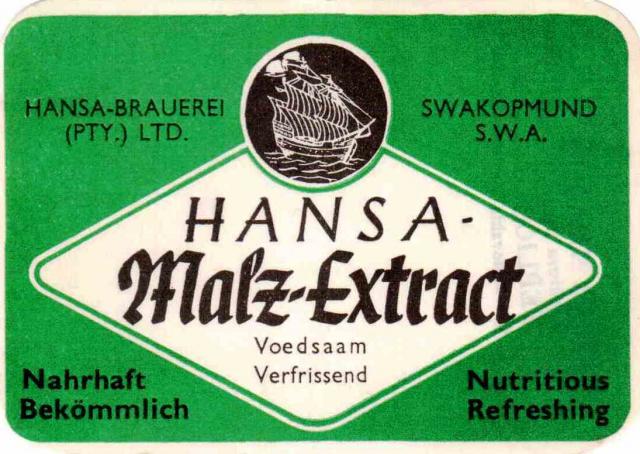 HANSA-BRAUEREI
(PTY.) LTD.
SWAKOPMUND
S.W.A.
HANSA-
Malz-Extract
Voedsaam
Verfrissend
Nahrhaft
Bekömmlich
Nutritious
Refreshing